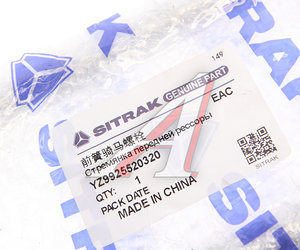 149
SITRAK GENUINE PART
EAC
前簧骑马螺栓
Стремянка передней рессоры
YZ9925520320
QTY: 1
PACK DATE
MADE IN CHINA
SITRAK